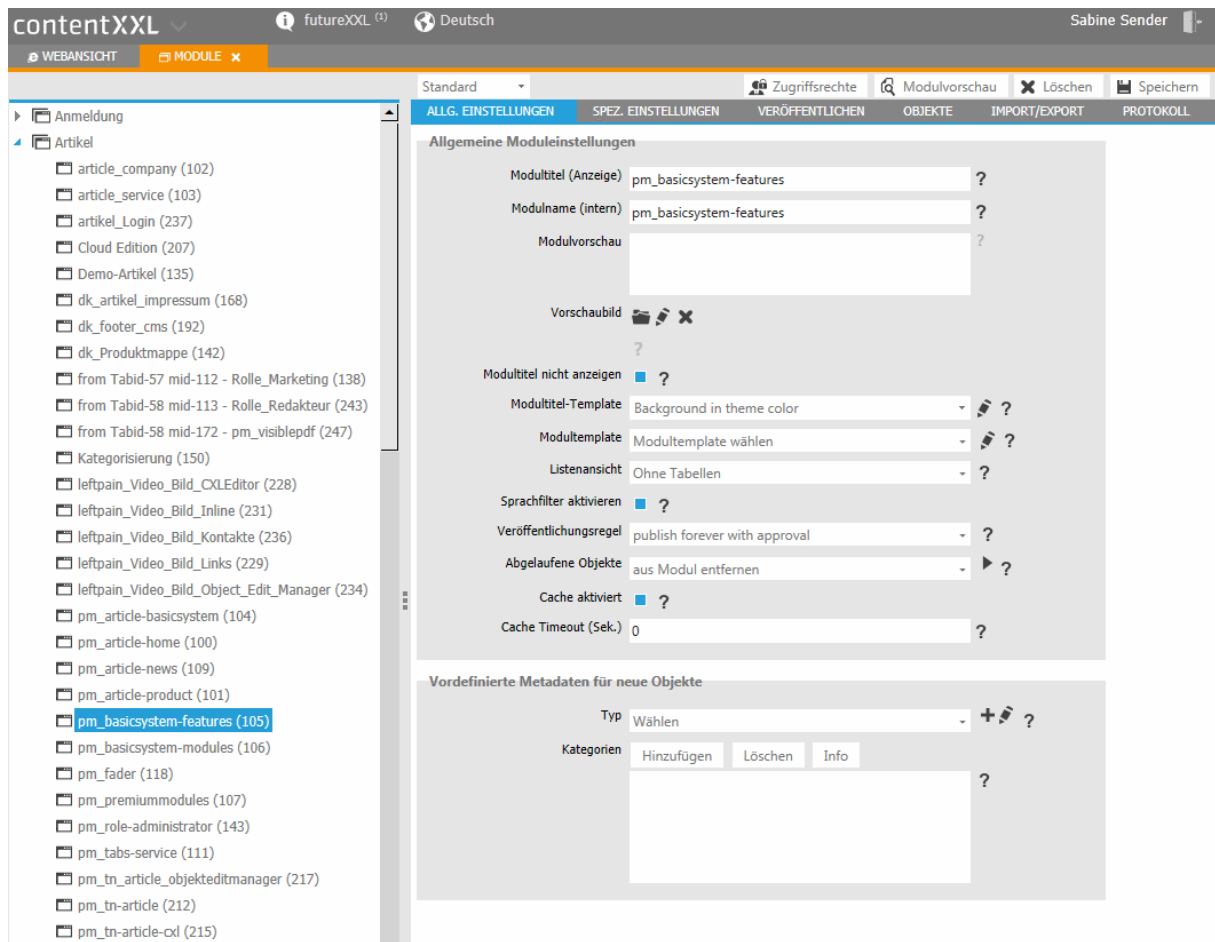 contentXXL
futureXXL (1)
Deutsch
Sabine Sender
WEBANSICHT
MODULE
Standard
Zugriffsrechte
Modulvorschau
Löschen
Speichern
ALLG. EINSTELLUNGEN
SPEZ. EINSTELLUNGEN
VERÖFFENTLICHEN
OBJEKTE
IMPORT/EXPORT
PROTOKOLL
Anmeldung
Artikel
article_company (102)
article_service (103)
artikel_Login (237)
Cloud Edition (207)
Demo-Artikel (135)
dk_artikel_impressum (168)
dk_footer_cms (192)
dk_Produktmappe (142)
from Tabid-57 mid-112 - Rolle_Marketing (138)
from Tabid-58 mid-113 - Rolle_Redakteur (243)
from Tabid-58 mid-172 - pm_visiblepdf (247)
Kategorisierung (150)
leftpain_Video_Bild_CXLEditor (228)
leftpain_Video_Bild_Inline (231)
leftpain_Video_Bild_Kontakte (236)
leftpain_Video_Bild_Links (229)
leftpain_Video_Bild_Object_Edit_Manager (234)
pm_article-basicsystem (104)
pm_article-home (100)
pm_article-news (109)
pm_article-product (101)
pm_basicsystem-features (105)
pm_basicsystem-modules (106)
pm_fader (118)
pm_premiummodules (107)
pm_role-administrator (143)
pm_tabs-service (111)
pm_tn_article_objekteditmanager (217)
pm_tn-article (212)
pm_tn-article-cxl (215)
Allgemeine Moduleinstellungen
Modultitel (Anzeige) pm_basicsystem-features ?
Modulname (intern) pm_basicsystem-features ?
Modulvorschau ?
Vorschaubild
?
Modultitel nicht anzeigen ?
Modultitel-Template Background in theme color ?
Modultemplate Modultemplate wählen ?
Listenansicht Ohne Tabellen ?
Sprachfilter aktivieren ?
Veröffentlichungsregel publish forever with approval ?
Abgelaufene Objekte aus Modul entfernen ?
Cache aktiviert ?
Cache Timeout (Sek.) 0 ?
Vordefinierte Metadaten für neue Objekte
Typ Wählen ?
Kategorien Hinzufügen Löschen Info
?